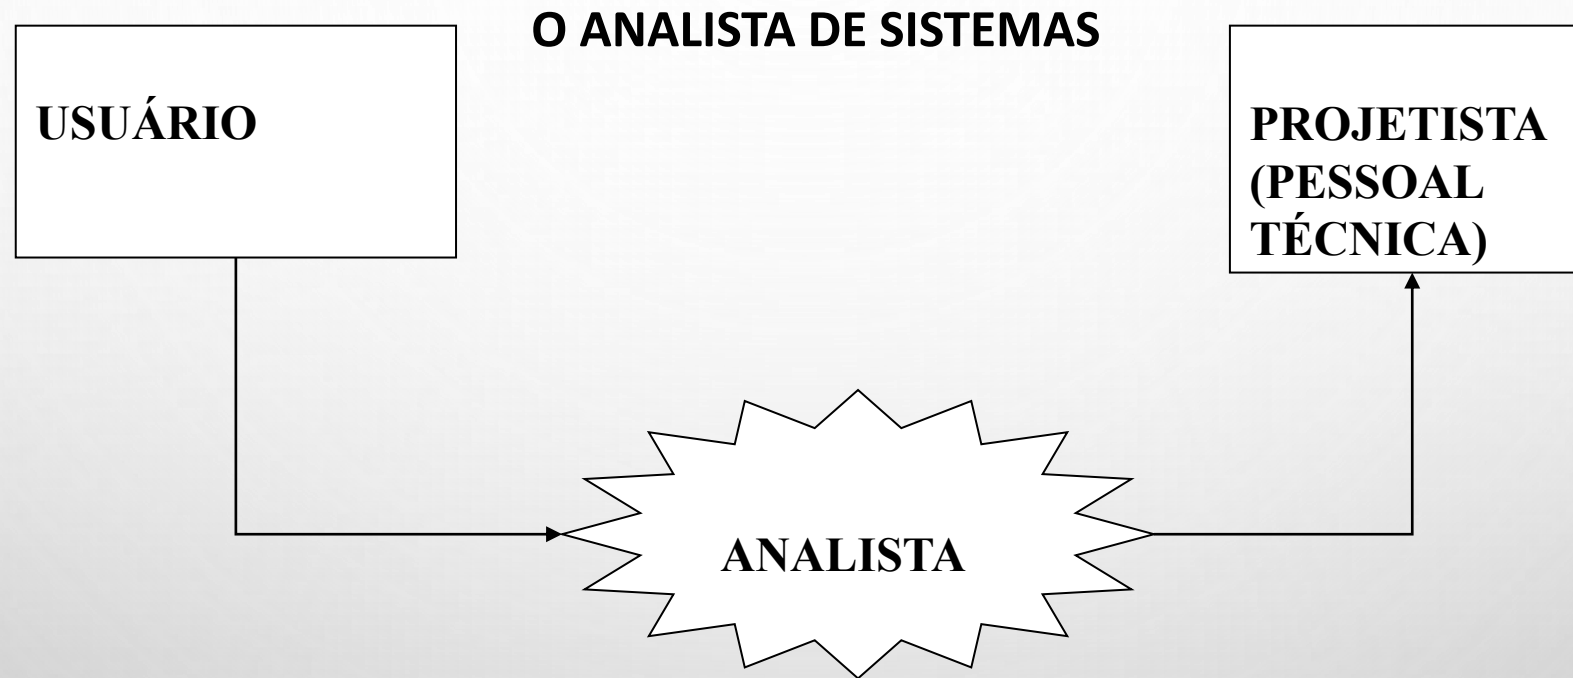 O ANALISTA DE SISTEMAS
USUÁRIO
PROJETISTA
(PESSOAL
TÉCNICA)
ANALISTA